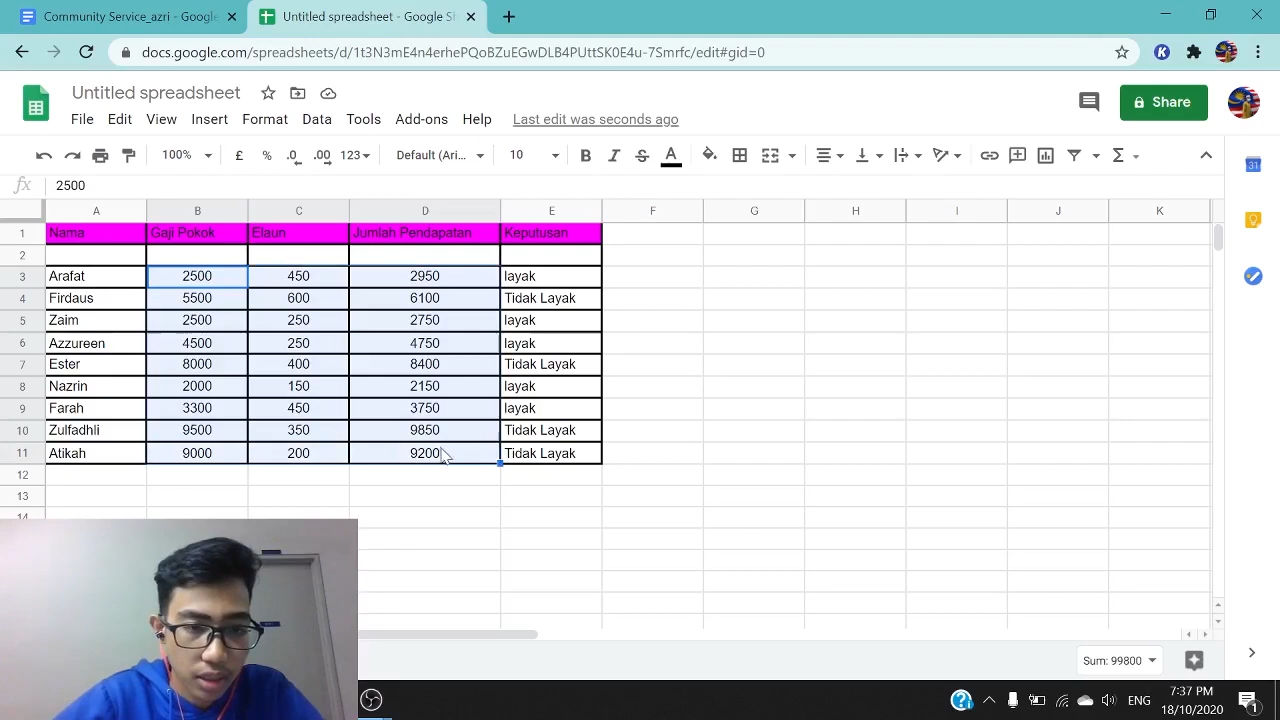 Community Service_azri - Google
Untitled spreadsheet - Google S
docs.google.com/spreadsheets/d/1t3N3mE4n4erhePQoBZuEGwDLB4PUttSK0E4u-7Smrfc/edit#gid=0
Untitled spreadsheet
Share
File Edit View Insert Format Data Tools Add-ons Help Last edit was seconds ago
100% £ % .0 .00 123 Default (Ari... 10 B I S A
fx 2500
31
A B C D E F G H I J K
1 Nama Gaji Pokok Elaun Jumlah Pendapatan Keputusan
2
3 Arafat 2500 450 2950 layak
4 Firdaus 5500 600 6100 Tidak Layak
5 Zaim 2500 250 2750 layak
6 Azzureen 4500 250 4750 layak
7 Ester 8000 400 8400 Tidak Layak
8 Nazrin 2000 150 2150 layak
9 Farah 3300 450 3750 layak
10 Zulfadhli 9500 350 9850 Tidak Layak
11 Atikah 9000 200 9200 Tidak Layak
12
13
14
Sum: 99800
ENG
7:37 PM
18/10/2020
1